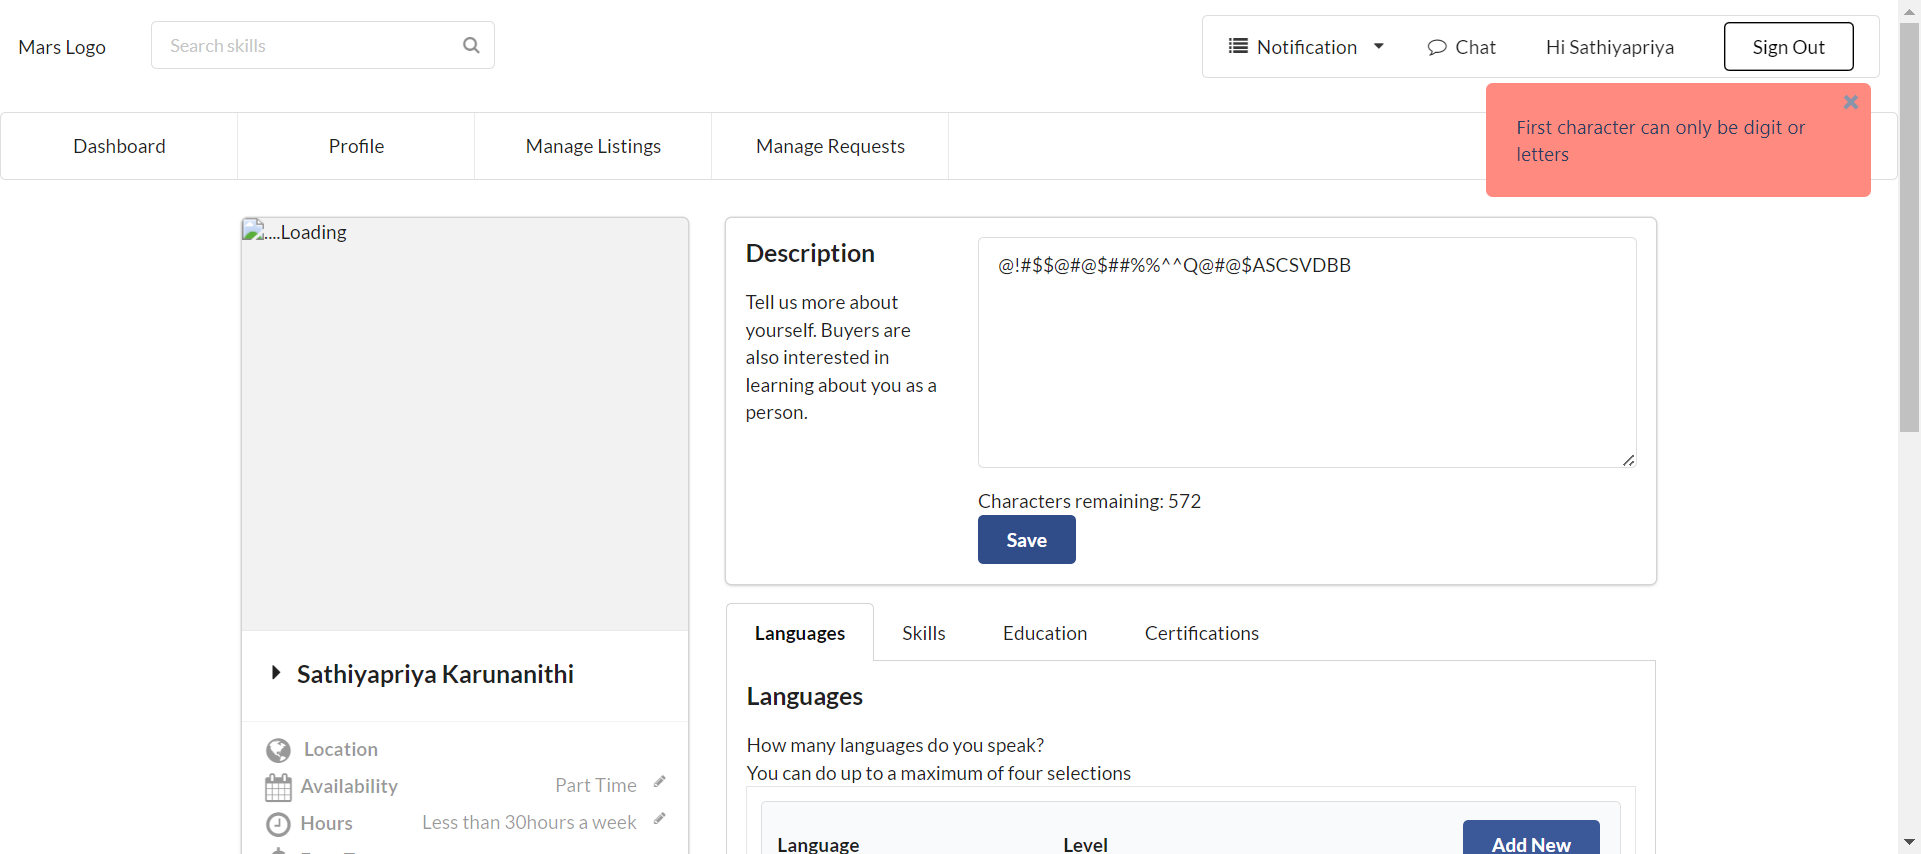 Mars Logo
Search skills
Notification
Chat
Hi Sathiyapriya
Sign Out
First character can only be digit or
letters
Dashboard
Profile
Manage Listings
Manage Requests
....Loading
Description
Tell us more about
yourself. Buyers are
also interested in
learning about you as a
person.
@!#$$@#@$##%%^^Q@#@$ASCSVDBB
Characters remaining: 572
Save
Languages
Skills
Education
Certifications
Sathiyapriya Karunanithi
Location
Availability
Part Time
Hours
Less than 30hours a week
Languages
How many languages do you speak?
You can do up to a maximum of four selections
Language
Level
Add New